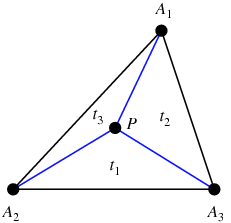 A₁
t₃ P t₂
t₁
A₂ A₃